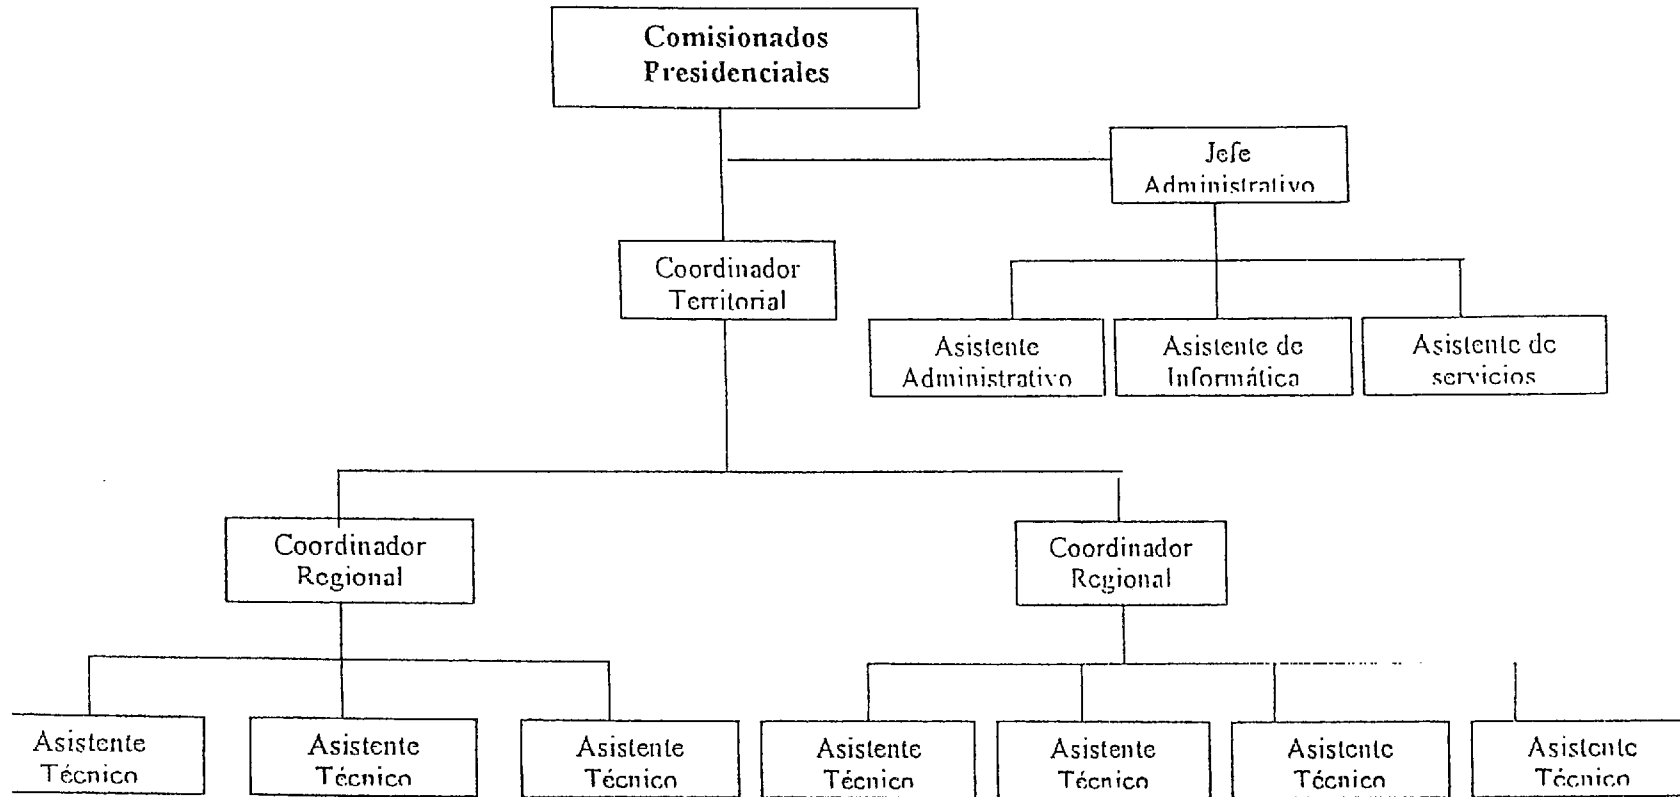 Comisionados
Presidenciales
Jefe
Administrativo
Coordinador
Territorial
Asistente
Administrativo
Asistente de
Informática
Asistente de
servicios
Coordinador
Regional
Coordinador
Regional
Asistente
Técnico
Asistente
Técnico
Asistente
Técnico
Asistente
Técnico
Asistente
Técnico
Asistente
Técnico
Asistente
Técnico